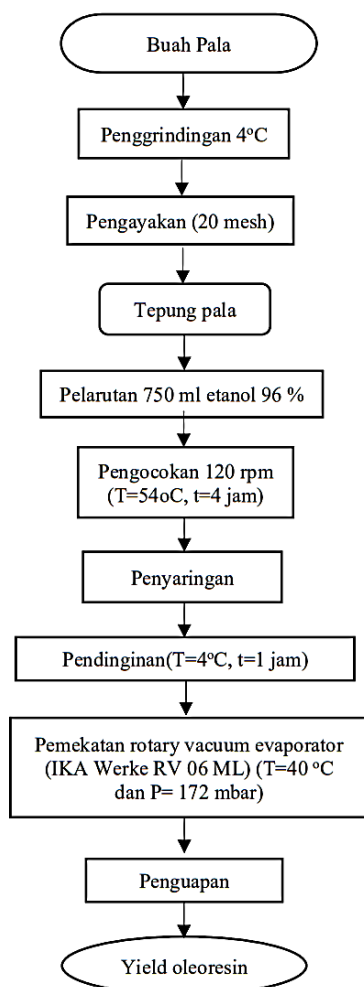 Buah Pala
Penggrindingan 4°C
Pengayakan (20 mesh)
Tepung pala
Pelarutan 750 ml etanol 96 %
Pengocokan 120 rpm
(T=54oC, t=4 jam)
Penyaringan
Pendinginan(T=4°C, t=1 jam)
Pemekatan rotary vacuum evaporator
(IKA Werke RV 06 ML) (T=40 °C
dan P= 172 mbar)
Penguapan
Yield oleoresin